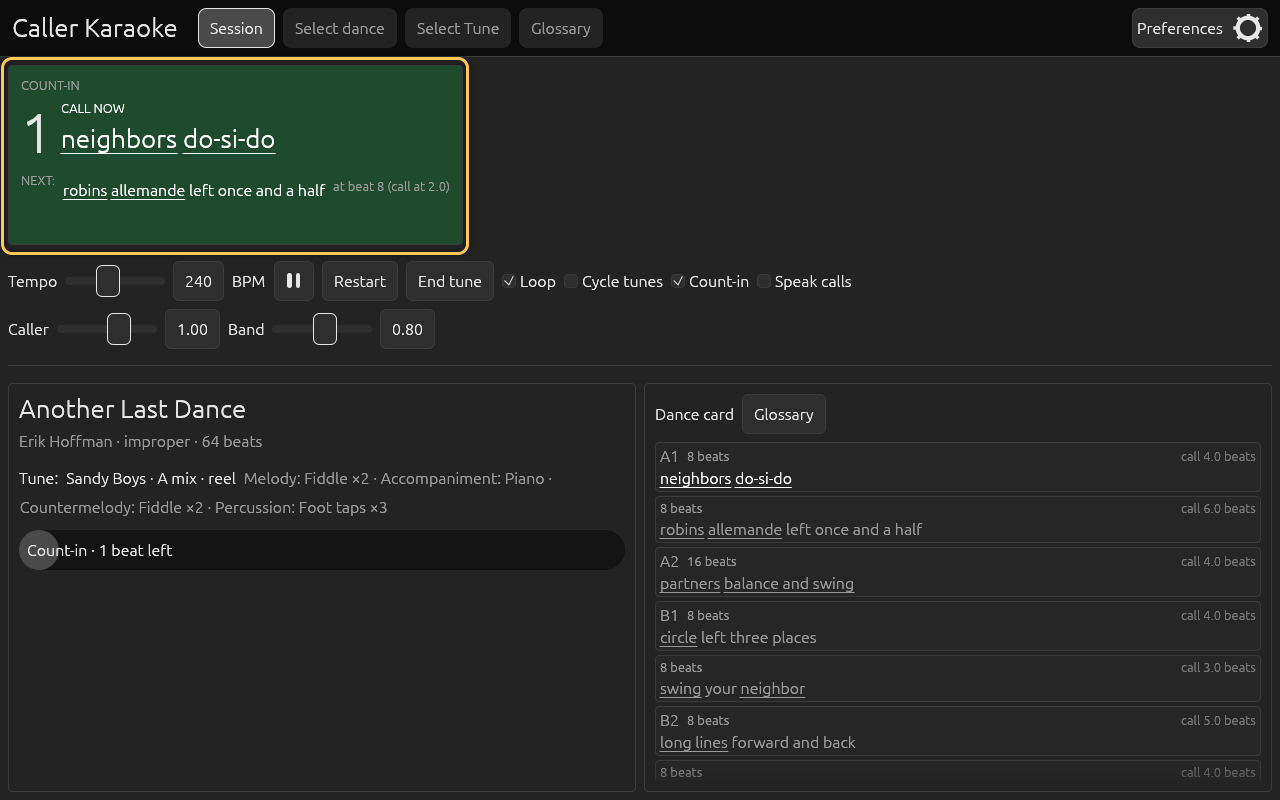 Caller Karaoke Session Select dance Select Tune Glossary Preferences
COUNT-IN
1 CALL NOW
neighbors do-si-do
NEXT: robins allemande left once and a half at beat 8 (call at 2.0)
Tempo 240 BPM Restart End tune Loop Cycle tunes Count-in Speak calls
Caller 1.00 Band 0.80
Another Last Dance
Erik Hoffman · improper · 64 beats
Tune: Sandy Boys · A mix · reel Melody: Fiddle ×2 · Accompaniment: Piano ·
Countermelody: Fiddle ×2 · Percussion: Foot taps ×3
Count-in · 1 beat left
Dance card Glossary
A1 8 beats call 4.0 beats
neighbors do-si-do
8 beats call 6.0 beats
robins allemande left once and a half
A2 16 beats call 4.0 beats
partners balance and swing
B1 8 beats call 4.0 beats
circle left three places
8 beats call 3.0 beats
swing your neighbor
B2 8 beats call 5.0 beats
long lines forward and back
8 beats call 4.0 beats